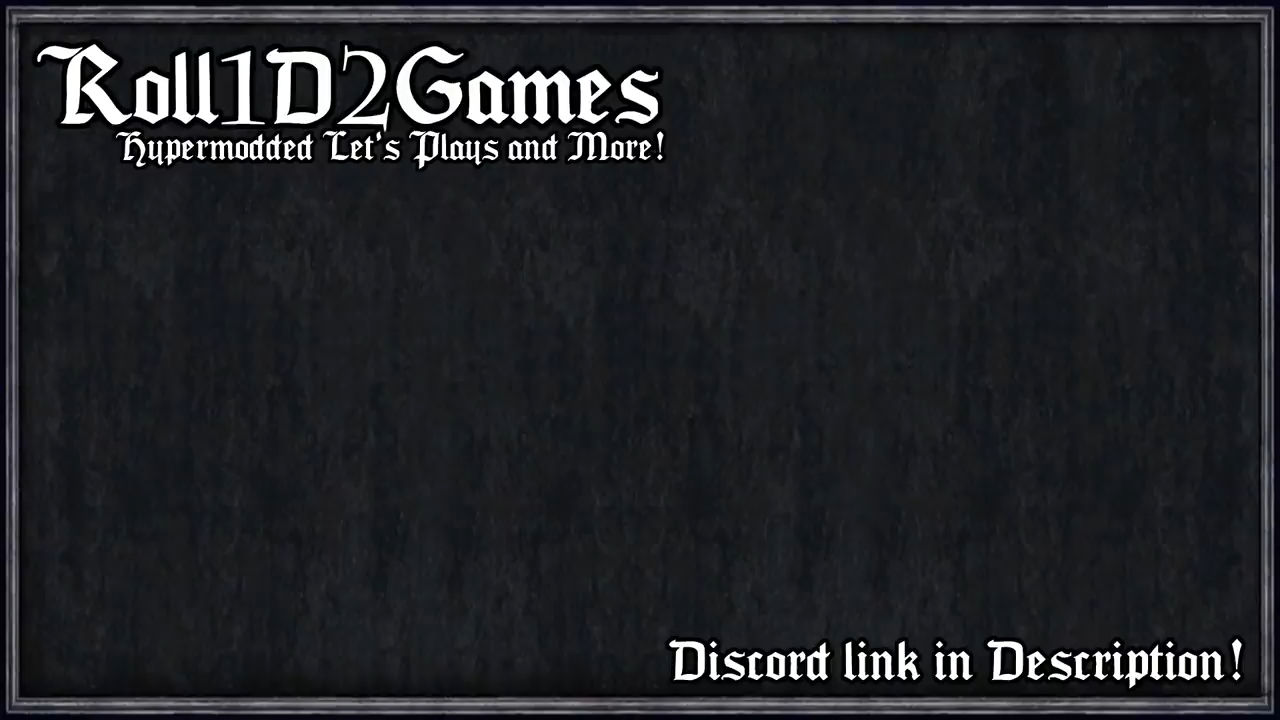 Roll1D2Games
Hypermodded Let's Plays and More!
Discord link in Description!